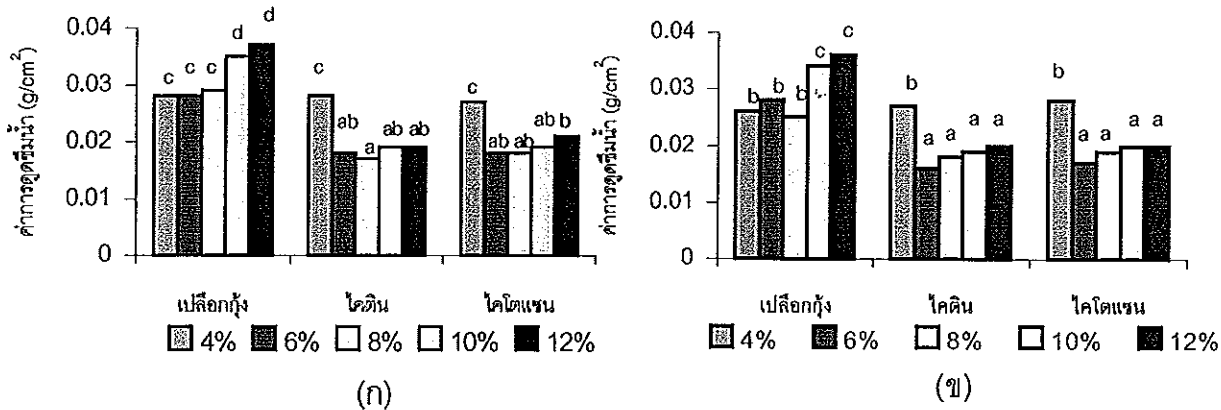 ค่าการดูดซึมน้ำ (g/cm²)
0.04
0.03
0.02
0.01
0
c c c d d
c ab a ab ab
c ab ab ab b
เปลือกกุ้ง ไคติน ไคโตแซน
4% 6% 8% 10% 12%
(ก)
ค่าการดูดซึมน้ำ (g/cm²)
0.04
0.03
0.02
0.01
0
b b b c c
b a a a a
b a a a a
เปลือกกุ้ง ไคติน ไคโตแซน
4% 6% 8% 10% 12%
(ข)